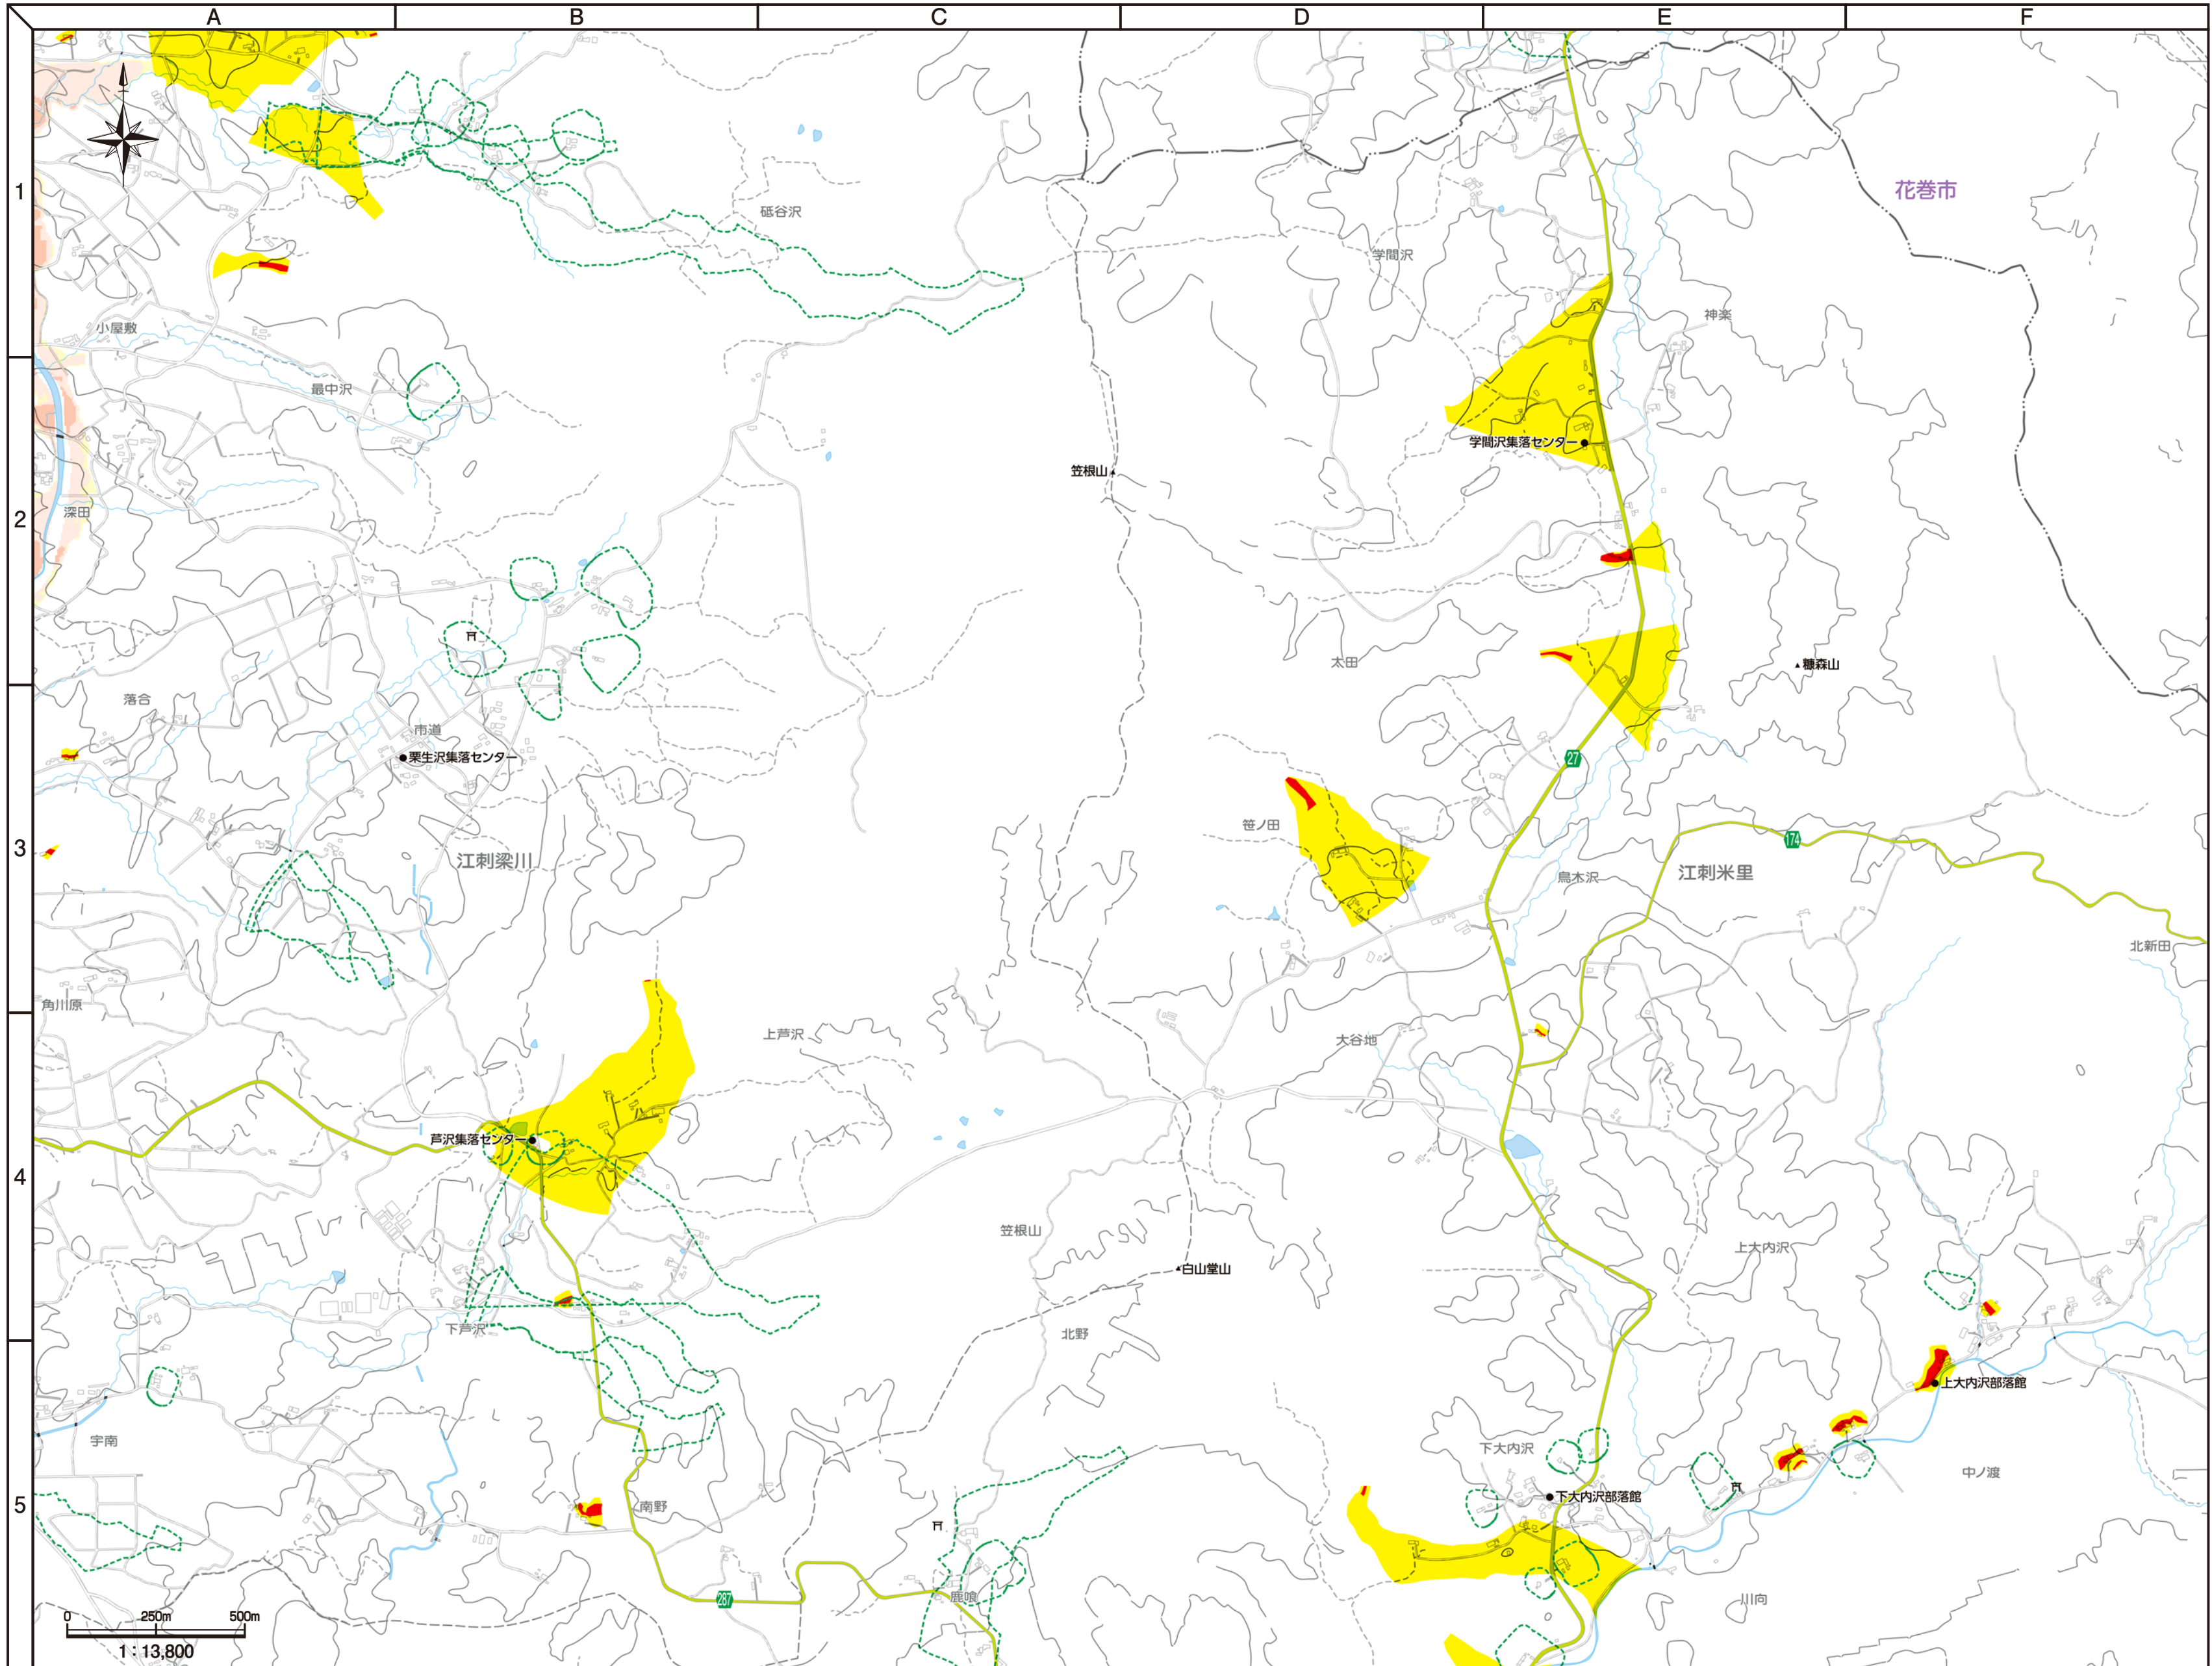 A
B
C
D
E
F
1
花巻市
砥谷沢
学間沢
神楽
小屋敷
最中沢
学間沢集落センター
笠根山
2
深田
太田
糠森山
落合
市道
栗生沢集落センター
27
笹ノ田
3
江刺梁川
174
江刺米里
鳥木沢
北新田
角川原
上芦沢
大谷地
芦沢集落センター
4
笠根山
上大内沢
白山堂山
下芦沢
北野
上大内沢部落館
宇南
下大内沢
中ノ渡
5
南野
下大内沢部落館
287
鹿喰
川向
0 250m 500m
1：13,800